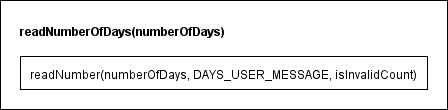 readNumberOfDays(numberOfDays)
readNumber(numberOfDays, DAYS_USER_MESSAGE, isInvalidCount)